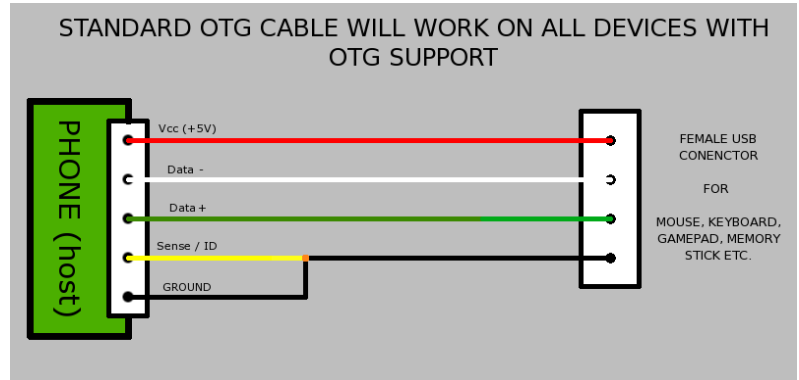 STANDARD OTG CABLE WILL WORK ON ALL DEVICES WITH
OTG SUPPORT
PHONE (host)
Vcc (+5V)
Data -
Data +
Sense / ID
GROUND
FEMALE USB
CONENCTOR
FOR
MOUSE, KEYBOARD,
GAMEPAD, MEMORY
STICK ETC.